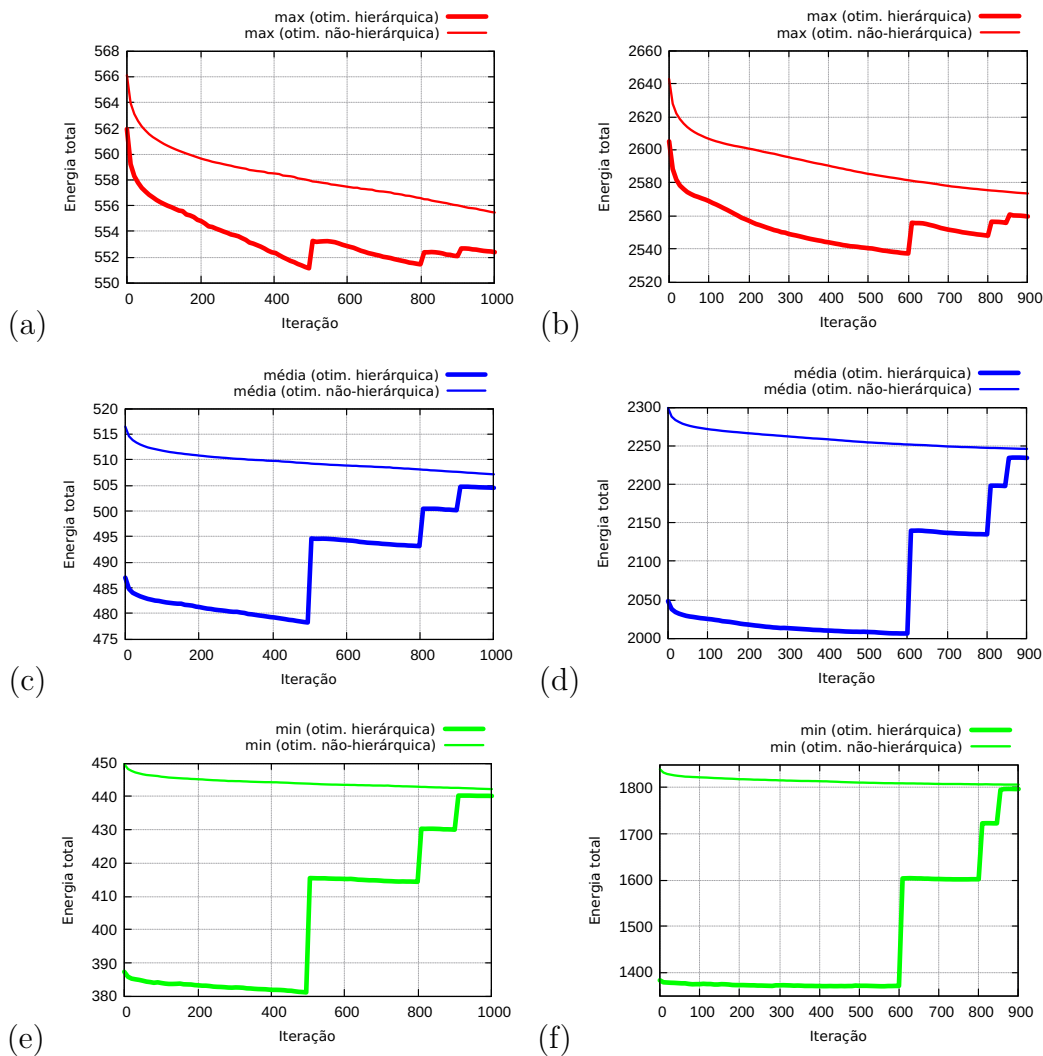 max (otim. hierárquica)
max (otim. não-hierárquica)
568
566
564
562
560
558
556
554
552
550
Energia total
0 200 400 600 800 1000
Iteração
(a)
max (otim. hierárquica)
max (otim. não-hierárquica)
2660
2640
2620
2600
2580
2560
2540
2520
Energia total
0 100 200 2500 400 500 600 700 800 900
Iteração
(b)
média (otim. hierárquica)
média (otim. não-hierárquica)
520
515
510
505
500
495
490
485
480
475
Energia total
0 200 400 600 800 1000
Iteração
(c)
média (otim. hierárquica)
média (otim. não-hierárquica)
2300
2250
2200
2150
2100
2050
2000
Energia total
0 100 200 300 400 500 600 700 800 900
Iteração
(d)
min (otim. hierárquica)
min (otim. não-hierárquica)
450
440
430
415
400
390
380
Energia total
0 200 400 600 800 1000
Iteração
(e)
min (otim. hierárquica)
min (otim. não-hierárquica)
1800
1700
1600
1500
1400
Energia total
0 100 200 300 400 500 600 700 800 900
Iteração
(f)